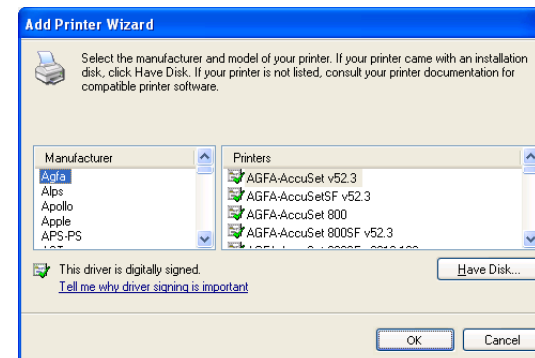 Add Printer Wizard
Select the manufacturer and model of your printer. If your printer came with an installation
disk, click Have Disk. If your printer is not listed, consult your printer documentation for
compatible printer software.
Manufacturer
Agfa
Alps
Apollo
Apple
APS-PS
Printers
AGFA-AccuSet v52.3
AGFA-AccuSetSF v52.3
AGFA-AccuSet 800
AGFA-AccuSet 800SF v52.3
This driver is digitally signed.
Tell me why driver signing is important
Have Disk...
OK
Cancel